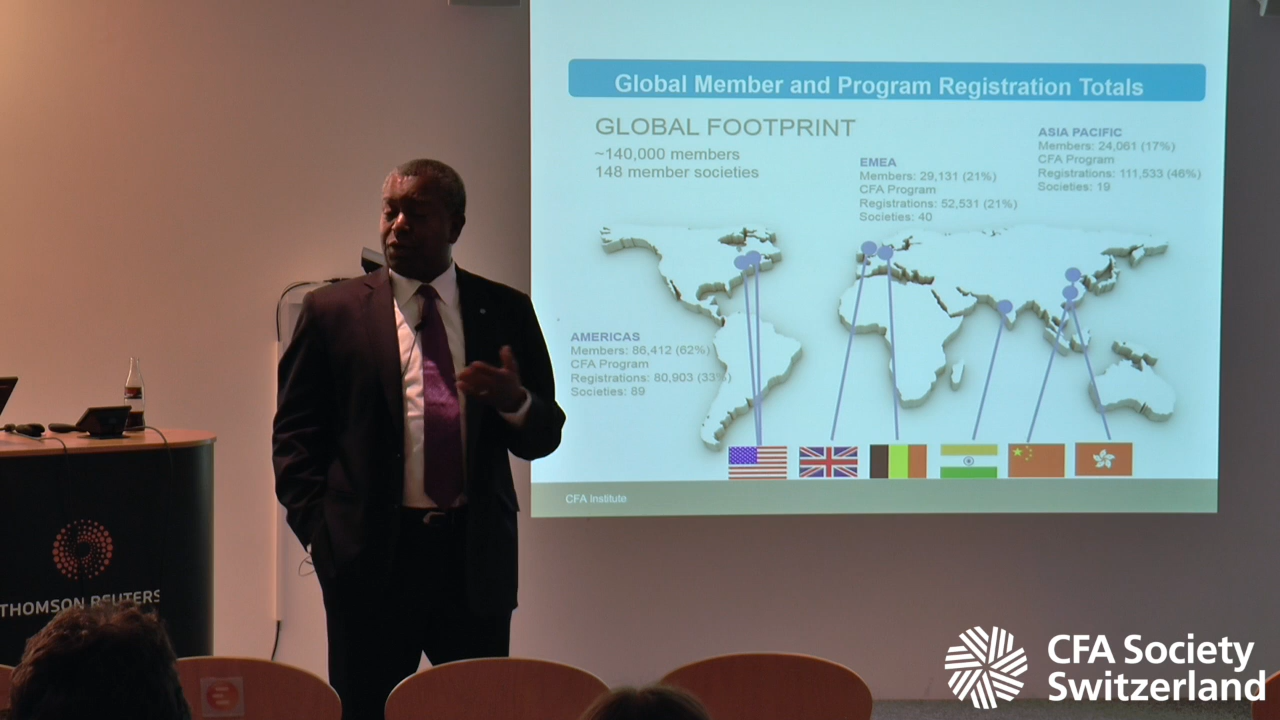 Global Member and Program Registration Totals
GLOBAL FOOTPRINT
~140,000 members
148 member societies
ASIA PACIFIC
Members: 24,061 (17%)
CFA Program
Registrations: 111,533 (46%)
Societies: 19
EMEA
Members: 29,131 (21%)
CFA Program
Registrations: 52,531 (21%)
Societies: 40
AMERICAS
Members: 86,412 (62%)
CFA Program
Registrations: 80,903 (33%)
Societies: 89
CFA Institute
THOMSON REUTERS
CFA Society
Switzerland